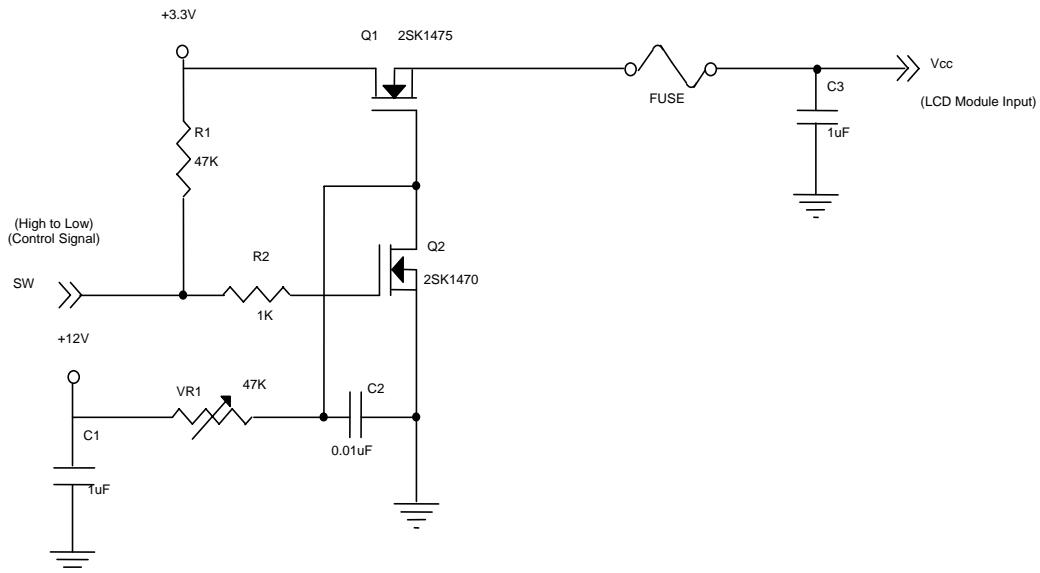 +3.3V
Q1 2SK1475
Vcc
FUSE
C3
(LCD Module Input)
R1
1uF
47K
(High to Low)
(Control Signal)
Q2
R2
SW
2SK1470
1K
+12V
VR1
47K
C2
C1
0.01uF
1uF